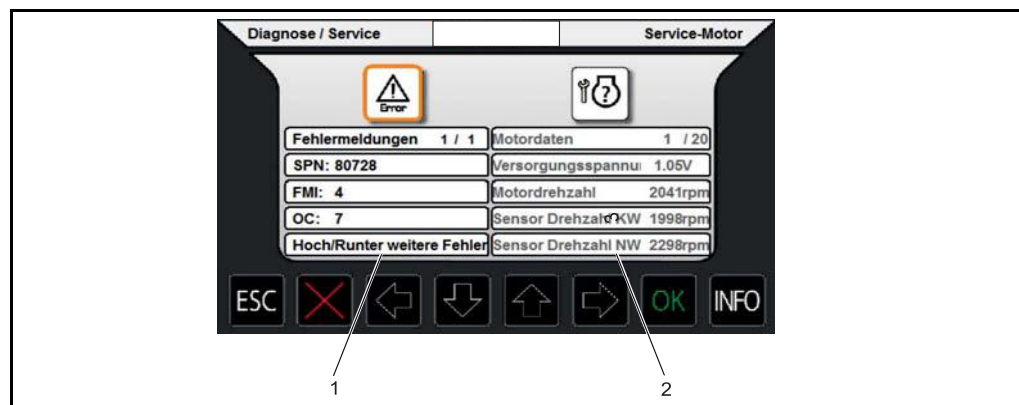 Diagnose / Service Service-Motor
Error
Fehlermeldungen 1 / 1 Motordaten 1 / 20
SPN: 80728 Versorgungsspannu 1.05V
FMI: 4 Motordrehzahl 2041rpm
OC: 7 Sensor Drehzahl KW 1998rpm
Hoch/Runter weitere Fehler Sensor Drehzahl NW 2298rpm
ESC OK INFO
1 2